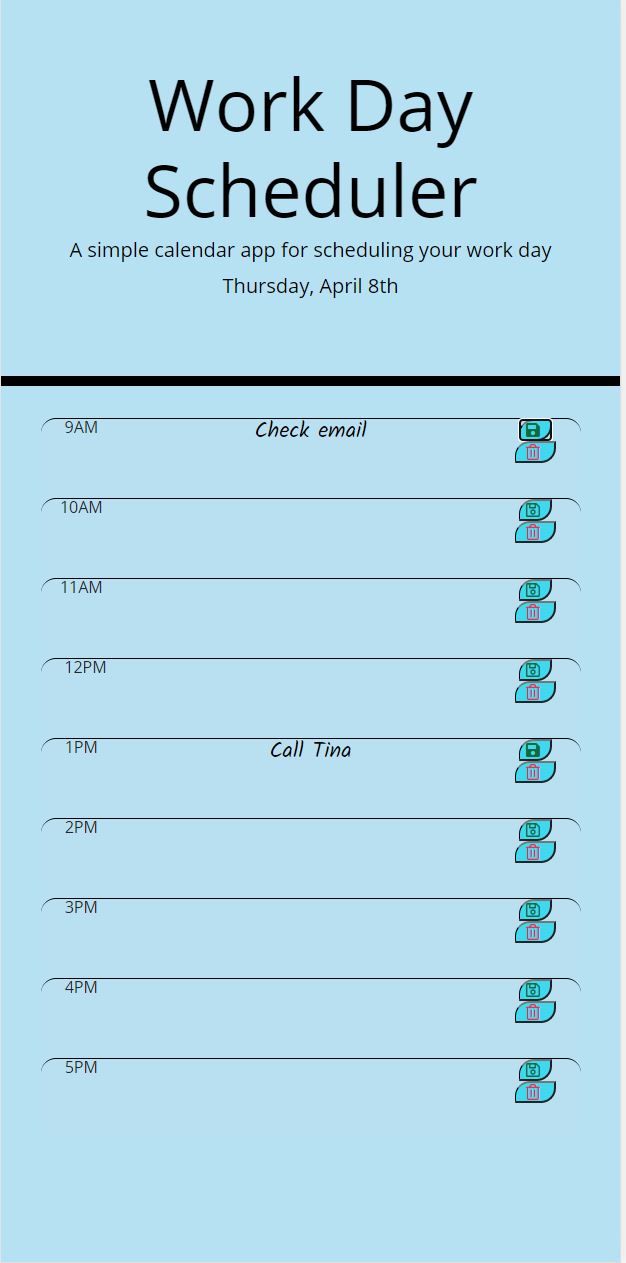 Work Day
Scheduler
A simple calendar app for scheduling your work day
Thursday, April 8th
9AM Check email
10AM
11AM
12PM
1PM Call Tina
2PM
3PM
4PM
5PM